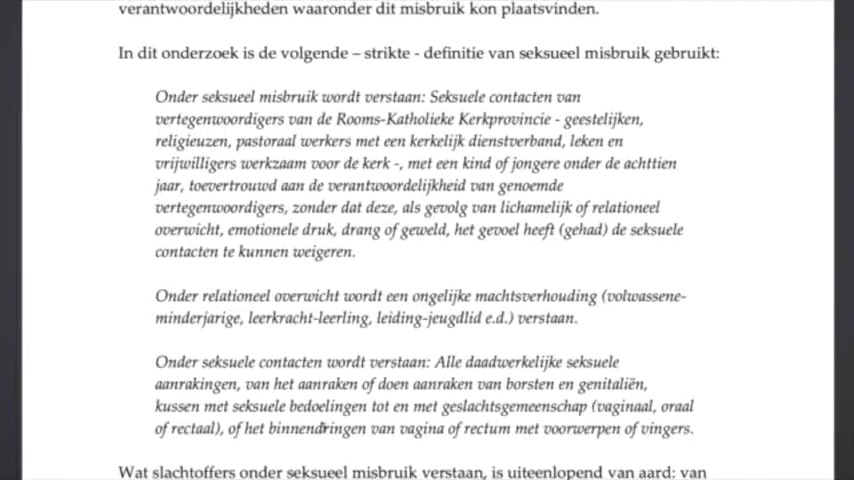 verantwoordelijkheden waaronder dit misbruik kon plaatsvinden.
In dit onderzoek is de volgende – strikte - definitie van seksueel misbruik gebruikt:
Onder seksueel misbruik wordt verstaan: Seksuele contacten van
vertegenwoordigers van de Rooms-Katholieke Kerkprovincie - geestelijken,
religieuzen, pastoraal werkers met een kerkelijk dienstverband, leken en
vrijwilligers werkzaam voor de kerk -, met een kind of jongere onder de achttien
jaar, toevertrouwd aan de verantwoordelijkheid van genoemde
vertegenwoordigers, zonder dat deze, als gevolg van lichamelijk of relationeel
overwicht, emotionele druk, drang of geweld, het gevoel heeft (gehad) de seksuele
contacten te kunnen weigeren.
Onder relationeel overwicht wordt een ongelijke machtsverhouding (volwassene-
minderjarige, leerkracht-leerling, leiding-jeugdlid e.d.) verstaan.
Onder seksuele contacten wordt verstaan: Alle daadwerkelijke seksuele
aanrakingen, van het aanraken of doen aanraken van borsten en genitaliën,
kussen met seksuele bedoelingen tot en met geslachtsgemeenschap (vaginaal, oraal
of rectaal), of het binnendringen van vagina of rectum met voorwerpen of vingers.
Wat slachtoffers onder seksueel misbruik verstaan, is uiteenlopend van aard: van